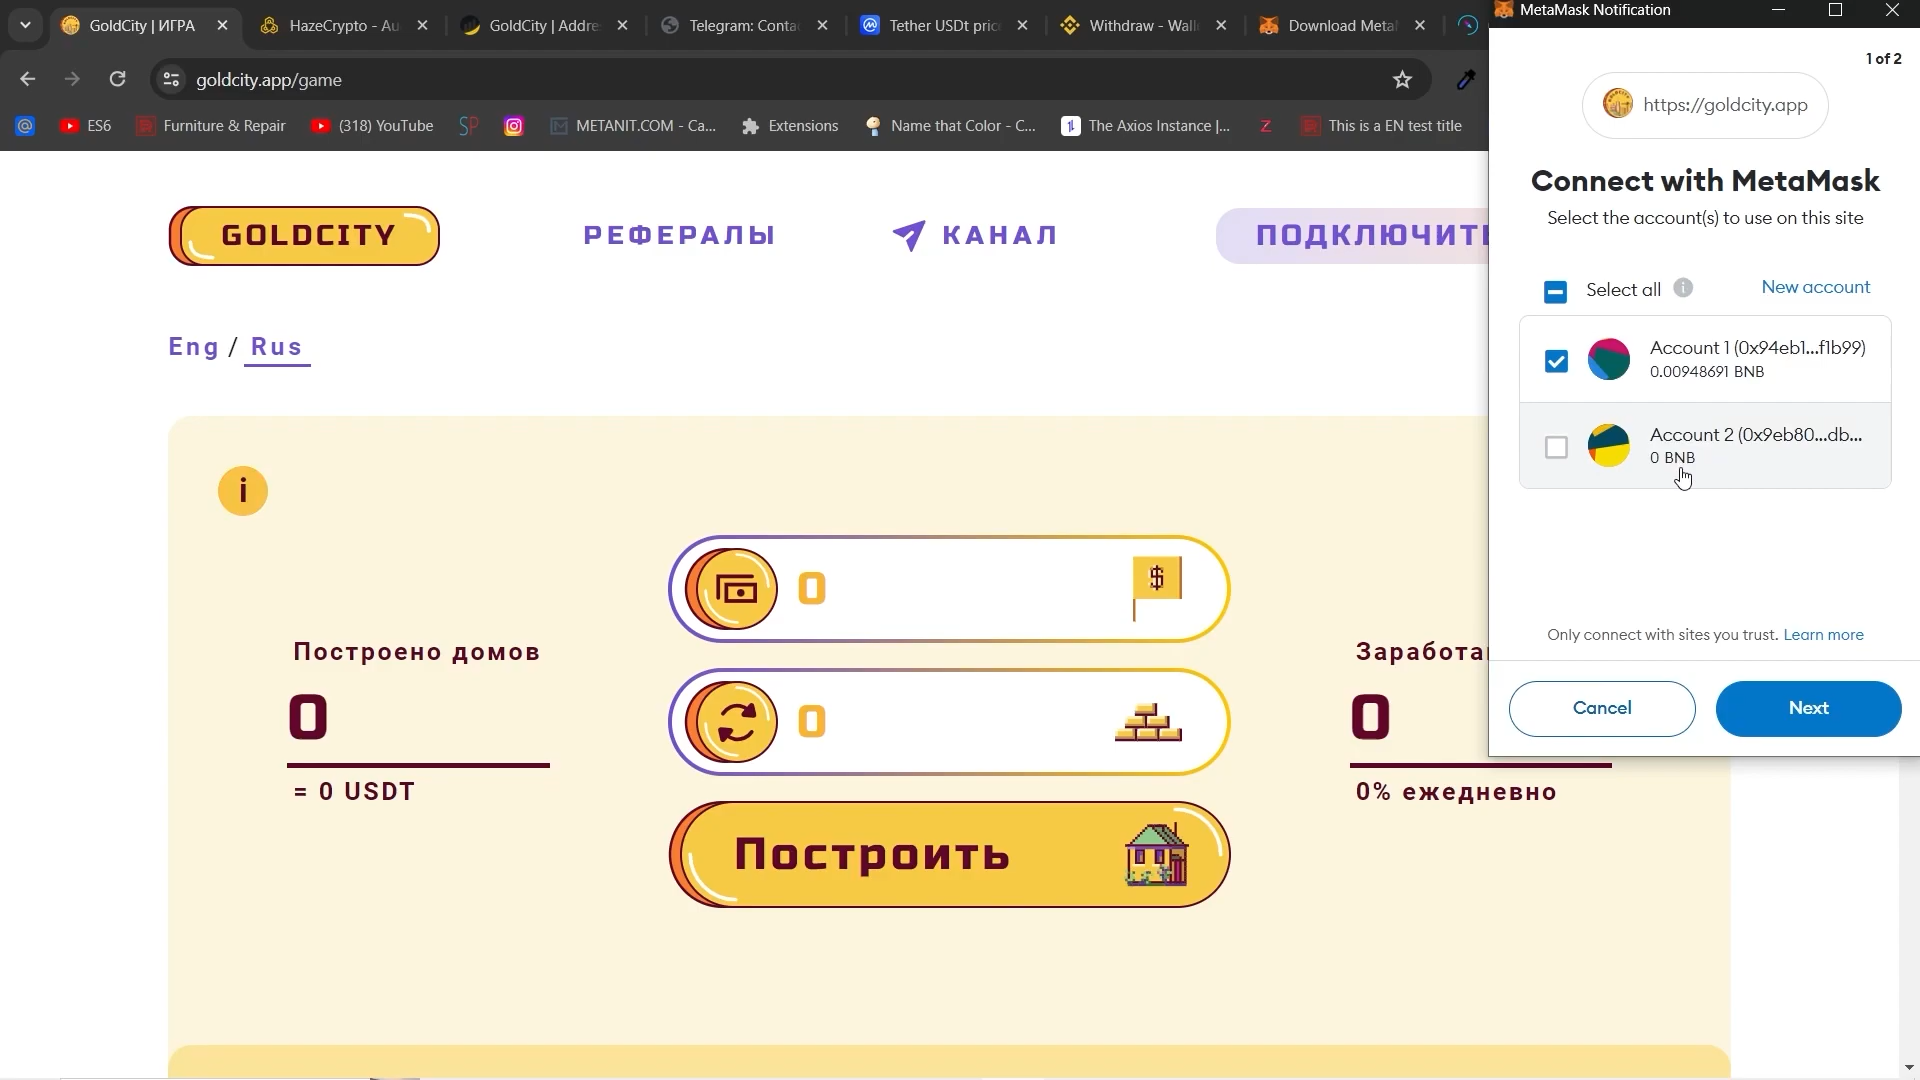 GoldCity | ИГРА
HazeCrypto - Au
GoldCity | Addre
Telegram: Conta
Tether USDt pric
Withdraw - Wall
Download Meta
MetaMask Notification
goldcity.app/game
ES6
Furniture & Repair
(318) YouTube
METANIT.COM - Ca...
Extensions
Name that Color - C...
The Axios Instance |...
This is a EN test title
1 of 2
https://goldcity.app
Connect with MetaMask
Select the account(s) to use on this site
Select all
New account
Account 1 (0x94eb1...f1b99)
0.00948691 BNB
Account 2 (0x9eb80...db...
0 BNB
Only connect with sites you trust. Learn more
Cancel
Next
GOLDCITY
РЕФЕРАЛЫ
КАНАЛ
ПОДКЛЮЧИТЬ
Eng / Rus
i
0
$
Построено домов
0
= 0 USDT
0
Построить
Заработа
0
0% ежедневно